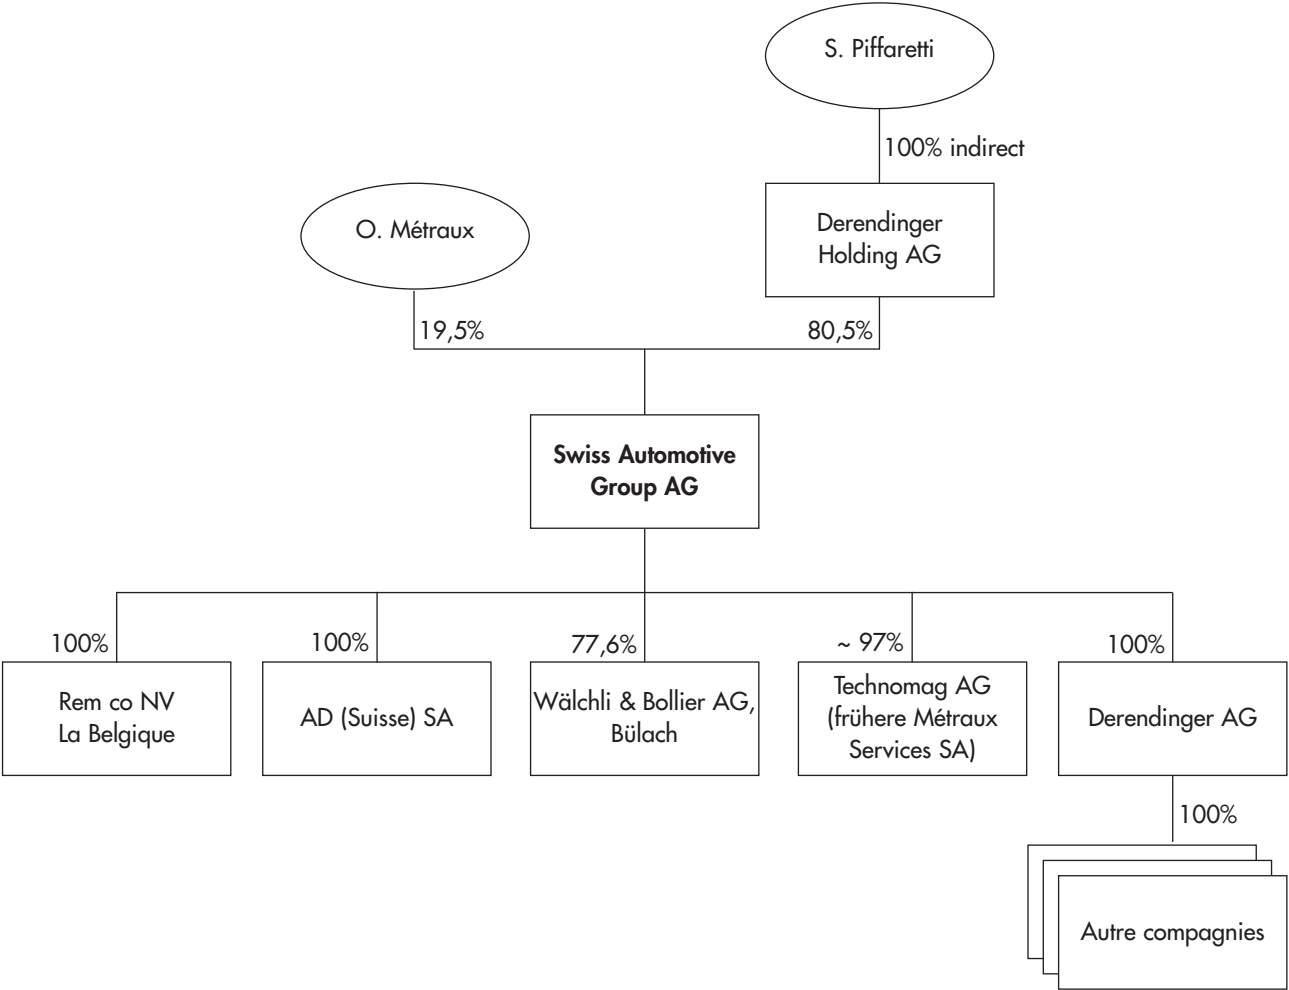 S. Piffaretti
100% indirect
O. Métraux
Derendinger
Holding AG
19,5%
80,5%
Swiss Automotive
Group AG
100%
100%
77,6%
~ 97%
100%
Rem co NV
La Belgique
AD (Suisse) SA
Wälchli & Bollier AG,
Bülach
Technomag AG
(frühere Métraux
Services SA)
Derendinger AG
100%
Autre compagnies